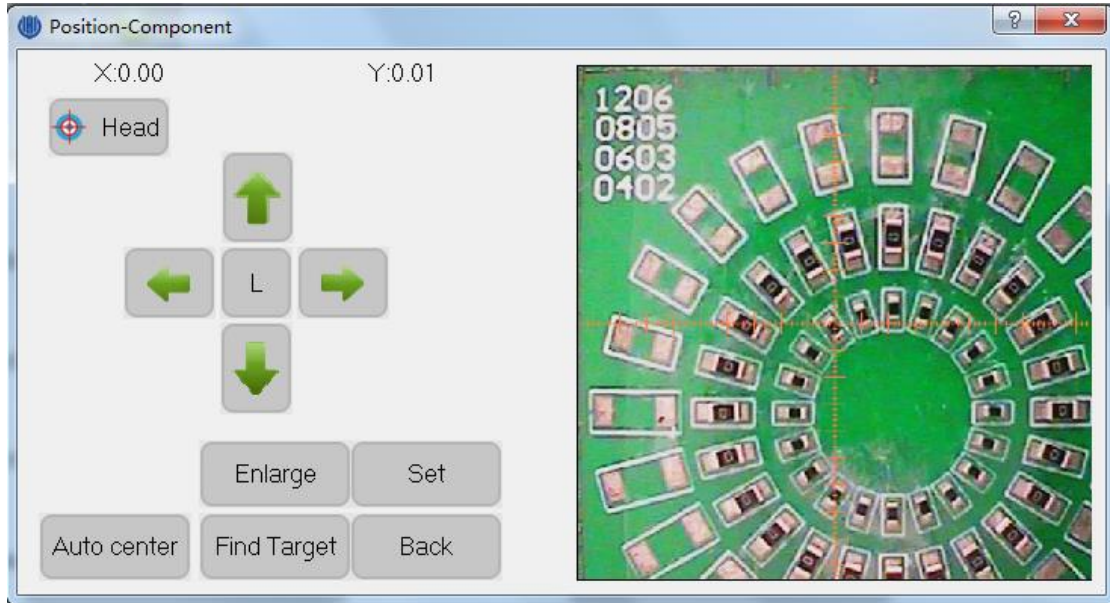 Position-Component
X:0.00 Y:0.01
Head
L
Enlarge Set
Auto center Find Target Back
1206
0805
0603
0402